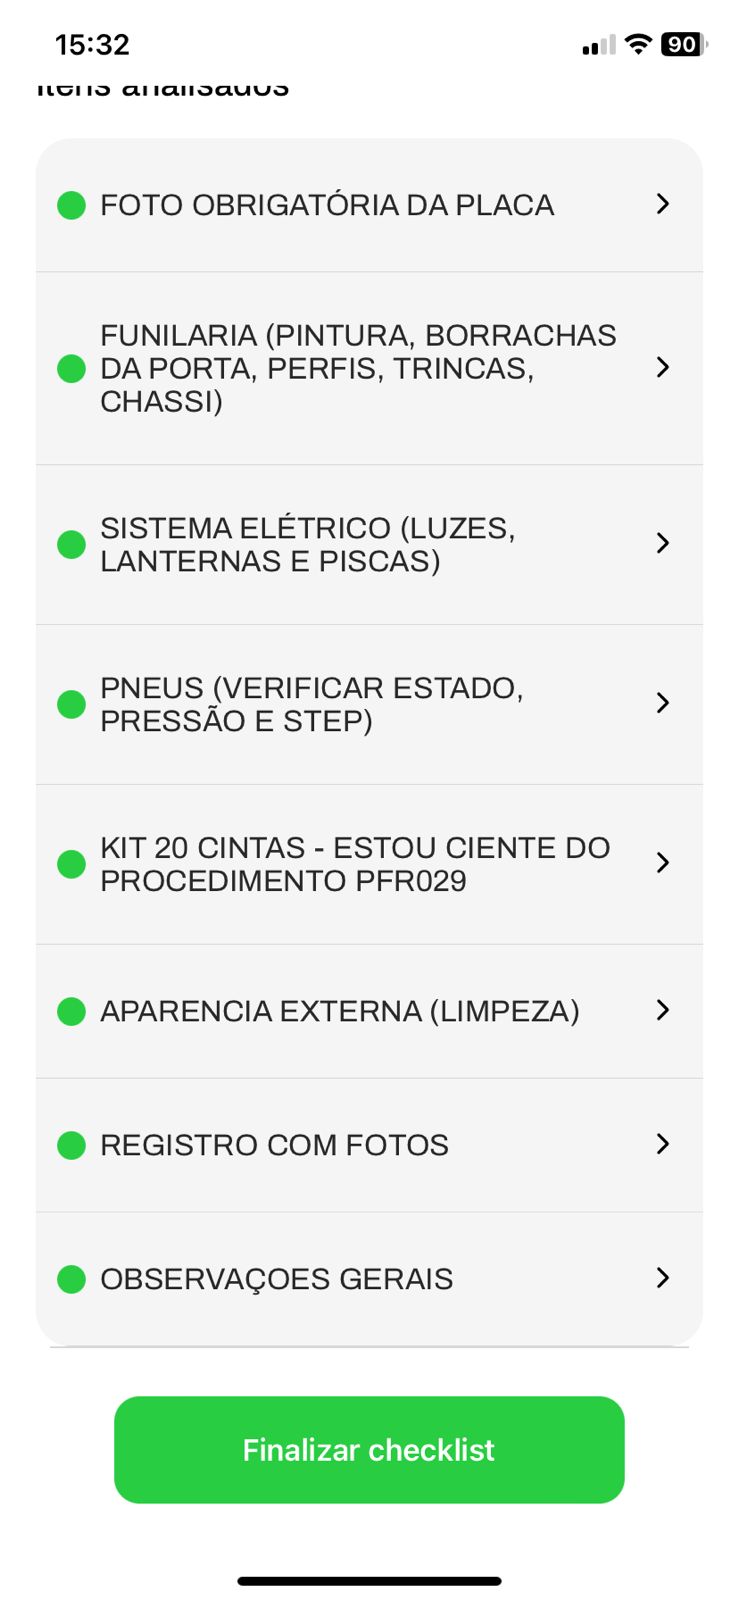 15:32
90
Itens analisados
FOTO OBRIGATÓRIA DA PLACA
FUNILARIA (PINTURA, BORRACHAS
DA PORTA, PERFIS, TRINCAS,
CHASSI)
SISTEMA ELÉTRICO (LUZES,
LANTERNAS E PISCAS)
PNEUS (VERIFICAR ESTADO,
PRESSÃO E STEP)
KIT 20 CINTAS - ESTOU CIENTE DO
PROCEDIMENTO PFR029
APARENCIA EXTERNA (LIMPEZA)
REGISTRO COM FOTOS
OBSERVAÇOES GERAIS
Finalizar checklist